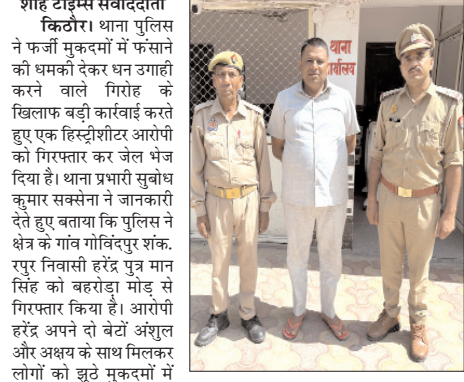 शाह टाइम्स संवाददाता
किठौर। थाना पुलिस
ने फर्जी मुकदमों में फंसाने
की धमकी देकर धन उगाही
करने वाले गिरोह के
खिलाफ बड़ी कार्रवाई करते
हुए एक हिस्ट्रीशीटर आरोपी
को गिरफ्तार कर जेल भेज
दिया है। थाना प्रभारी सुबोध
कुमार सक्सेना ने जानकारी
देते हुए बताया कि पुलिस ने
क्षेत्र के गांव गोविंदपुर शंक.
रपुर निवासी हरेंद्र पुत्र मान
सिंह को बहरोड़ा मोड़ से
गिरफ्तार किया है। आरोपी
हरेंद्र अपने दो बेटों अंशुल
और अक्षय के साथ मिलकर
लोगों को झूठे मुकदमों में
थाना
कार्यालय